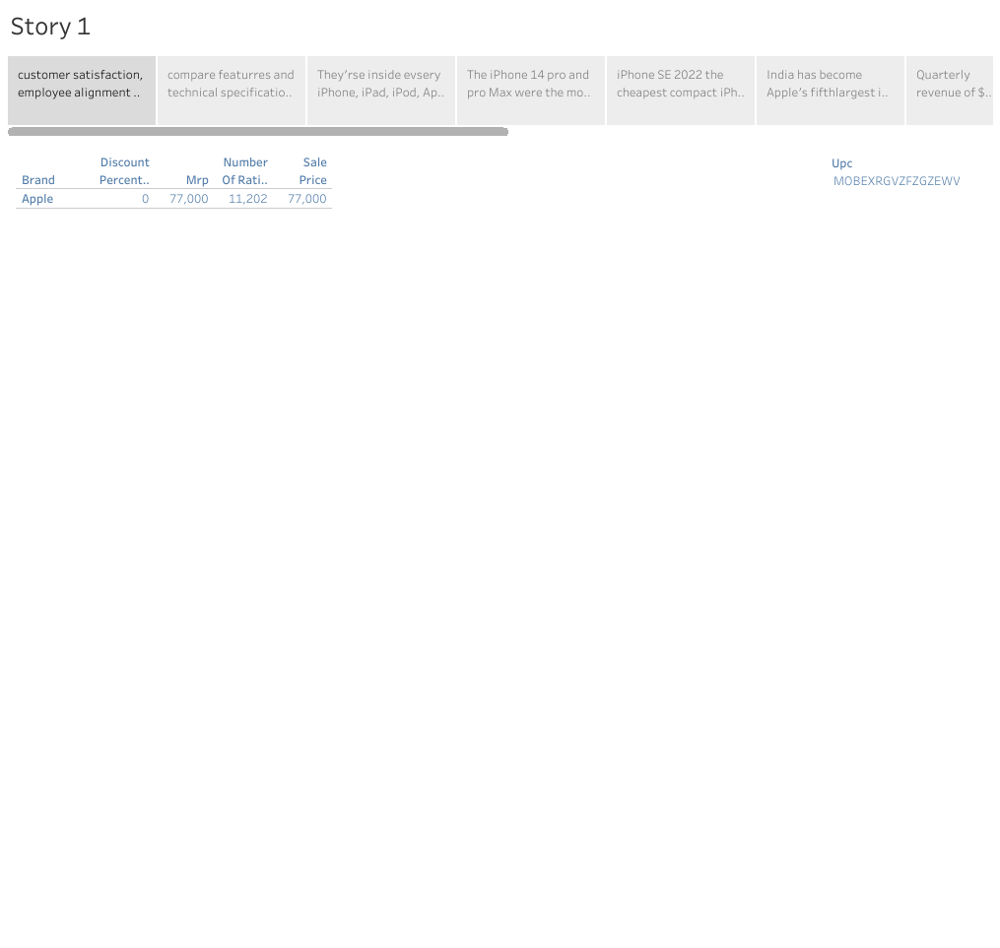 Story 1
customer satisfaction,
employee alignment ..
compare featurres and
technical specificatio..
They'rse inside evsery
iPhone, iPad, iPod, Ap..
The iPhone 14 pro and
pro Max were the mo..
iPhone SE 2022 the
cheapest compact iPh..
India has become
Apple's fifthlargest i..
Quarterly
revenue of $..
Discount Number Sale
Brand Percent.. Mrp Of Rati.. Price
Apple 0 77,000 11,202 77,000
Upc
MOBEXRGVZFZGZEWV